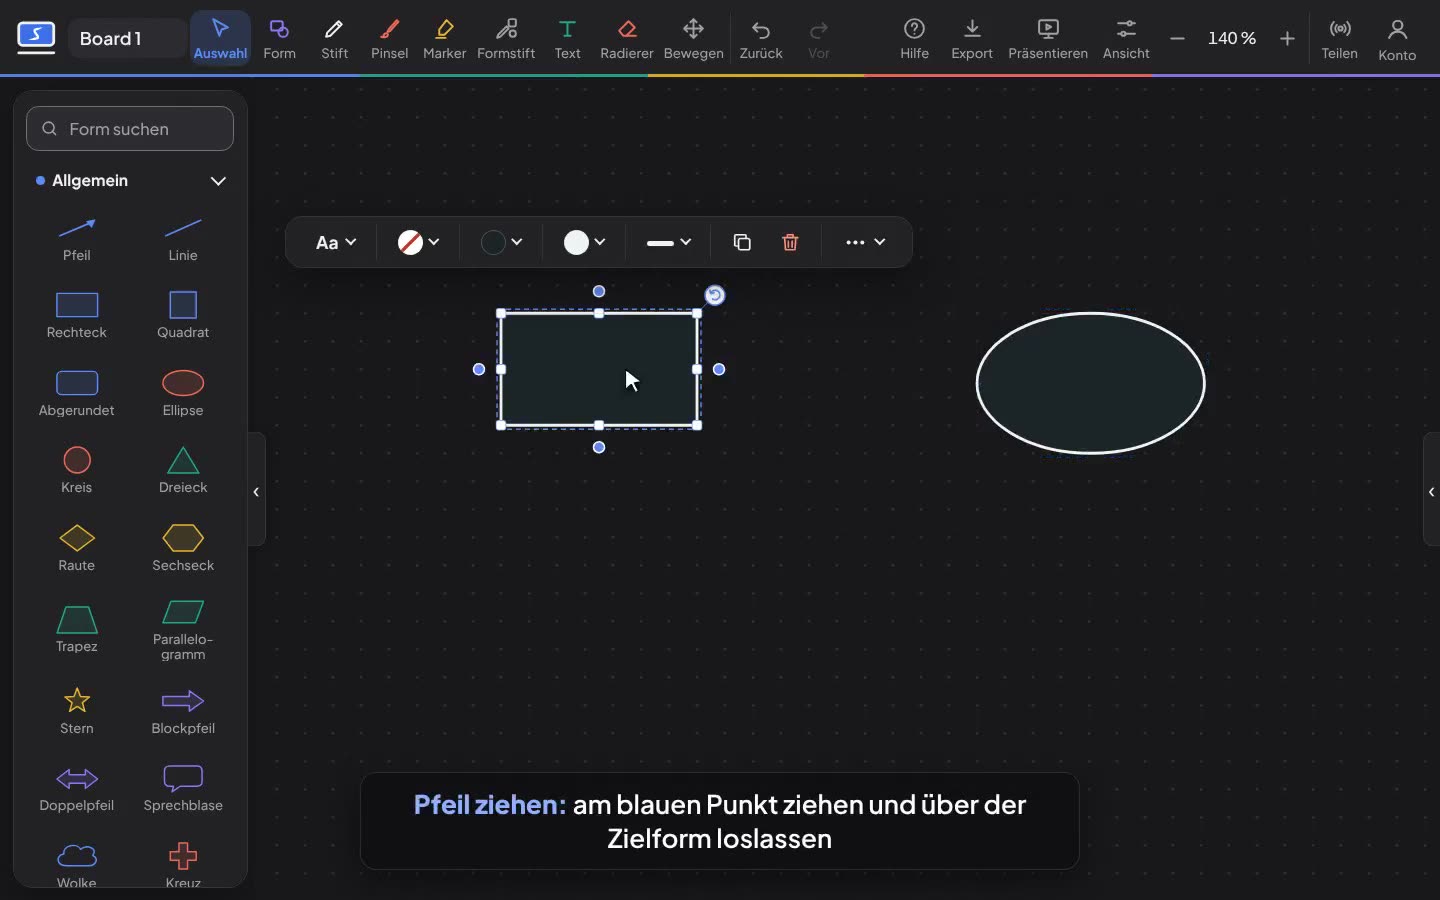 Board 1
Auswahl
Form
Stift
Pinsel
Marker
Formstift
Text
Radierer
Bewegen
Zurück
Vor
Hilfe
Export
Präsentieren
Ansicht
140 %
Teilen
Konto
Form suchen
Allgemein
Pfeil
Linie
Rechteck
Quadrat
Abgerundet
Ellipse
Kreis
Dreieck
Raute
Sechseck
Trapez
Parallelo-
gramm
Stern
Blockpfeil
Doppelpfeil
Sprechblase
Wolke
Kreuz
Aa
Pfeil ziehen: am blauen Punkt ziehen und über der
Zielform loslassen